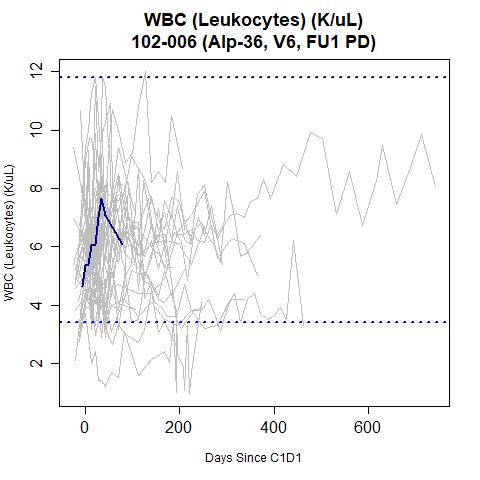 WBC (Leukocytes) (K/uL)
102-006 (Alp-36, V6, FU1 PD)
WBC (Leukocytes) (K/uL)
12
10
8
6
4
2
0
200
400
600
Days Since C1D1